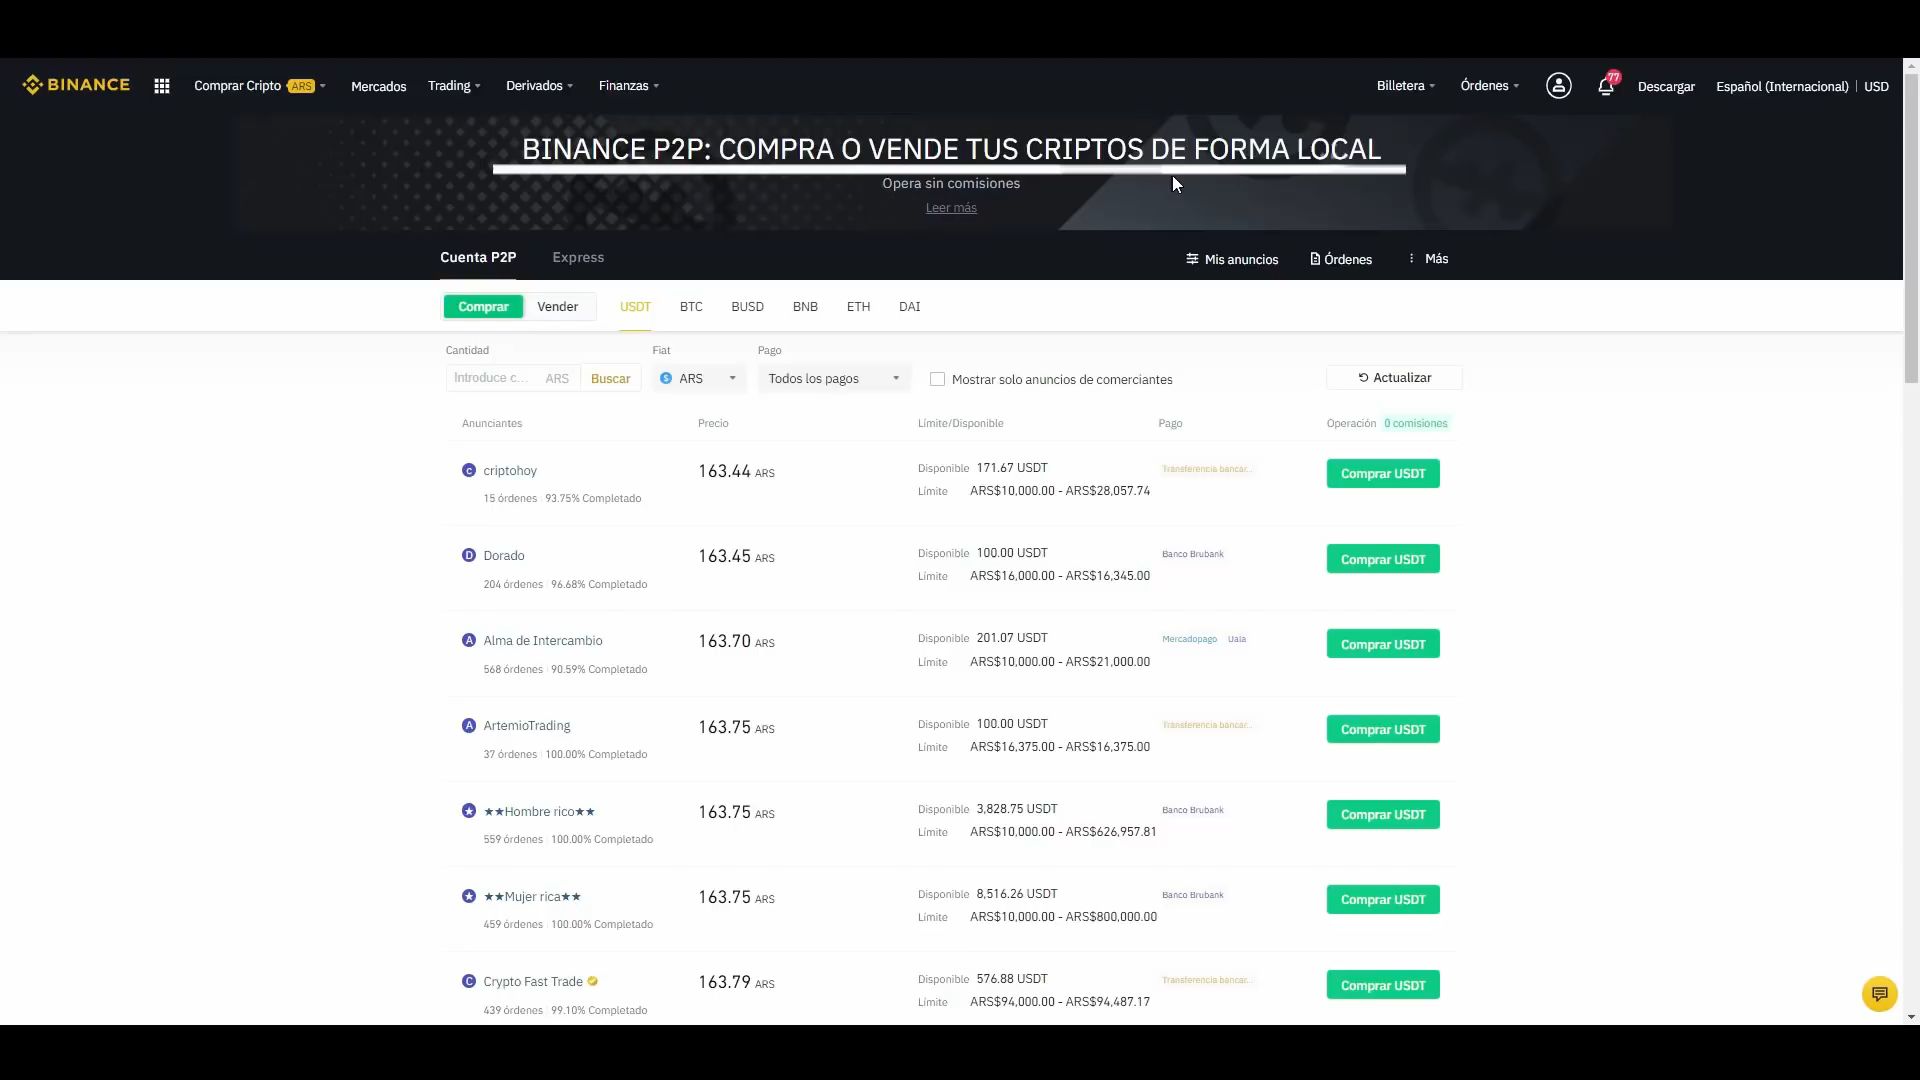 BINANCE Comprar Cripto ARS Mercados Trading Derivados Finanzas Billetera Órdenes 77 Descargar Español (Internacional) USD
BINANCE P2P: COMPRA O VENDE TUS CRIPTOS DE FORMA LOCAL
Opera sin comisiones
Leer más
Cuenta P2P Express Mis anuncios Órdenes Más
Comprar Vender USDT BTC BUSD BNB ETH DAI
Cantidad Fiat Pago
Introduce c... ARS Buscar ARS Todos los pagos Mostrar solo anuncios de comerciantes Actualizar
Anunciantes Precio Límite/Disponible Pago Operación 0 comisiones
c criptohoy 163.44 ARS Disponible 171.67 USDT Transferencia bancar... Comprar USDT
15 órdenes 93.75% Completado Límite ARS$10,000.00 - ARS$28,057.74
D Dorado 163.45 ARS Disponible 100.00 USDT Banco Brubank Comprar USDT
204 órdenes 96.68% Completado Límite ARS$16,000.00 - ARS$16,345.00
A Alma de Intercambio 163.70 ARS Disponible 201.07 USDT Mercadopago Uala Comprar USDT
568 órdenes 90.59% Completado Límite ARS$10,000.00 - ARS$21,000.00
A ArtemioTrading 163.75 ARS Disponible 100.00 USDT Transferencia bancar... Comprar USDT
37 órdenes 100.00% Completado Límite ARS$16,375.00 - ARS$16,375.00
★★Hombre rico★★ 163.75 ARS Disponible 3,828.75 USDT Banco Brubank Comprar USDT
559 órdenes 100.00% Completado Límite ARS$10,000.00 - ARS$626,957.81
★★Mujer rica★★ 163.75 ARS Disponible 8,516.26 USDT Banco Brubank Comprar USDT
459 órdenes 100.00% Completado Límite ARS$10,000.00 - ARS$800,000.00
C Crypto Fast Trade 163.79 ARS Disponible 576.88 USDT Transferencia bancar... Comprar USDT
439 órdenes 99.10% Completado Límite ARS$94,000.00 - ARS$94,487.17